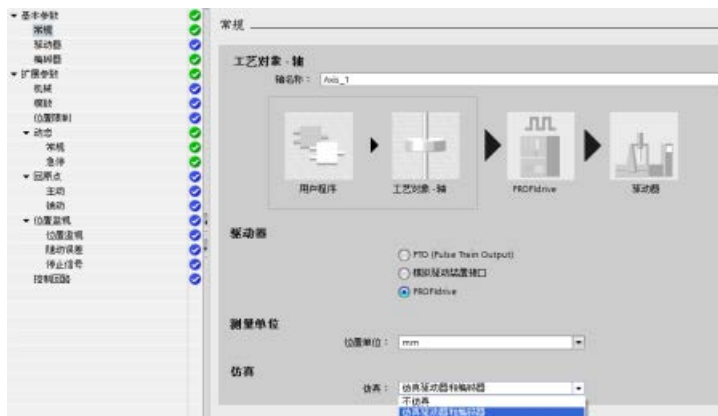 基本参数
常规
驱动器
编码器
扩展参数
机械
模数
位置限制
动态
常规
急停
回原点
主动
被动
位置监视
位置监视
随动误差
停止信号
控制回路
常规
工艺对象 - 轴
轴名称： Axis_1
用户程序
工艺对象 - 轴
PROFIdrive
驱动器
驱动器
PTO (Pulse Train Output)
模拟驱动装置接口
PROFIdrive
测量单位
位置单位： mm
仿真
仿真： 仿真驱动器和编码器
不仿真
仿真驱动器和编码器